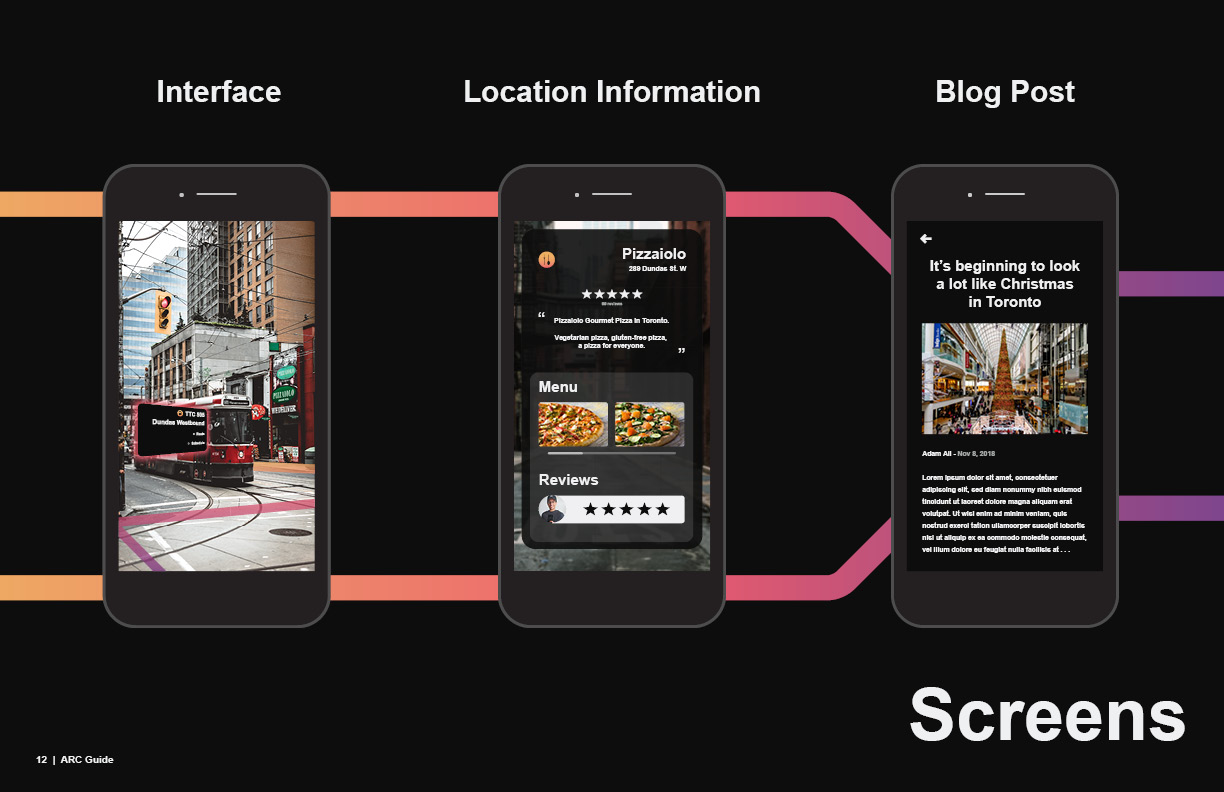 Interface
Location Information
Blog Post
TTC 505
Dundas Westbound
PIZZAIOLO
Pizzaiolo
289 Dundas St. W
★★★★★
“
Pizzaiolo Gourmet Pizza in Toronto.
Vegetarian pizza, gluten-free pizza,
a pizza for everyone.
”
Menu
Reviews
★★★★★
It’s beginning to look
a lot like Christmas
in Toronto
Adam Ali - Nov 8, 2018
Lorem ipsum dolor sit amet, consectetuer
adipiscing elit, sed diam nonummy nibh euismod
tincidunt ut laoreet dolore magna aliquam erat
volutpat. Ut wisi enim ad minim veniam, quis
nostrud exerci tation ullamcorper suscipit lobortis
nisl ut aliquip ex ea commodo molestie consequat,
vel illum dolore eu feugiat nulla facilisis at . . .
Screens
12 | ARC Guide